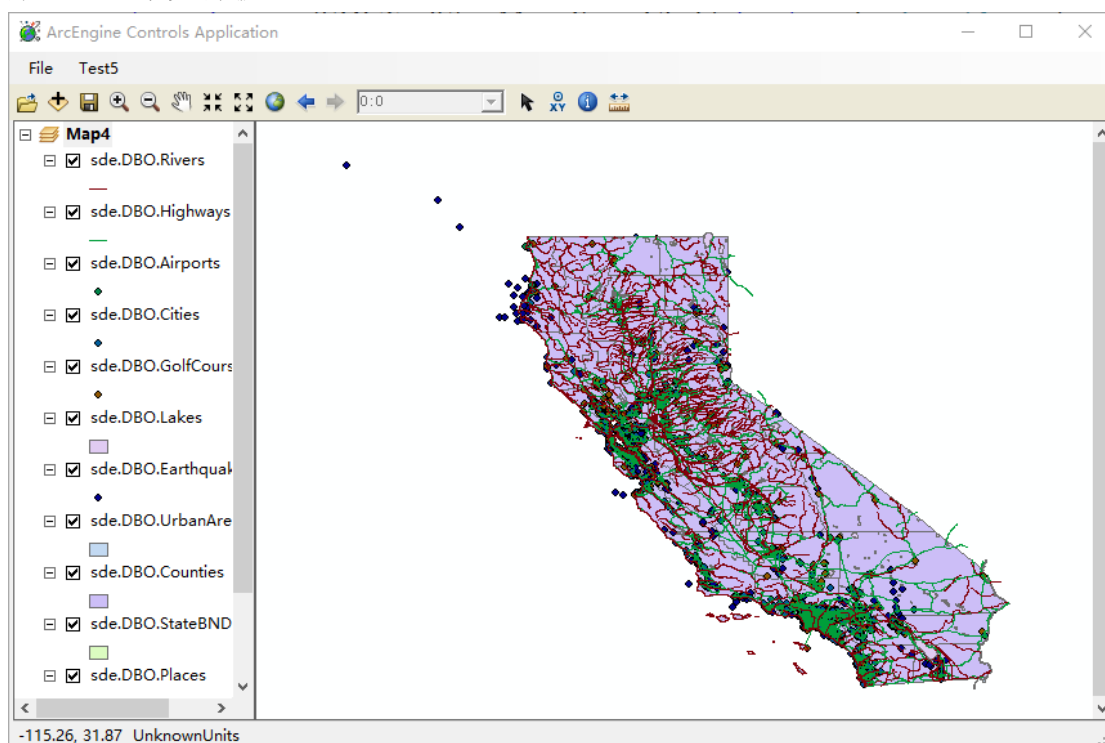 ArcEngine Controls Application
File Test5
0:0
XY
Map4
sde.DBO.Rivers
sde.DBO.Highways
sde.DBO.Airports
sde.DBO.Cities
sde.DBO.GolfCours
sde.DBO.Lakes
sde.DBO.Earthquak
sde.DBO.UrbanAre
sde.DBO.Counties
sde.DBO.StateBND
sde.DBO.Places
-115.26, 31.87 UnknownUnits